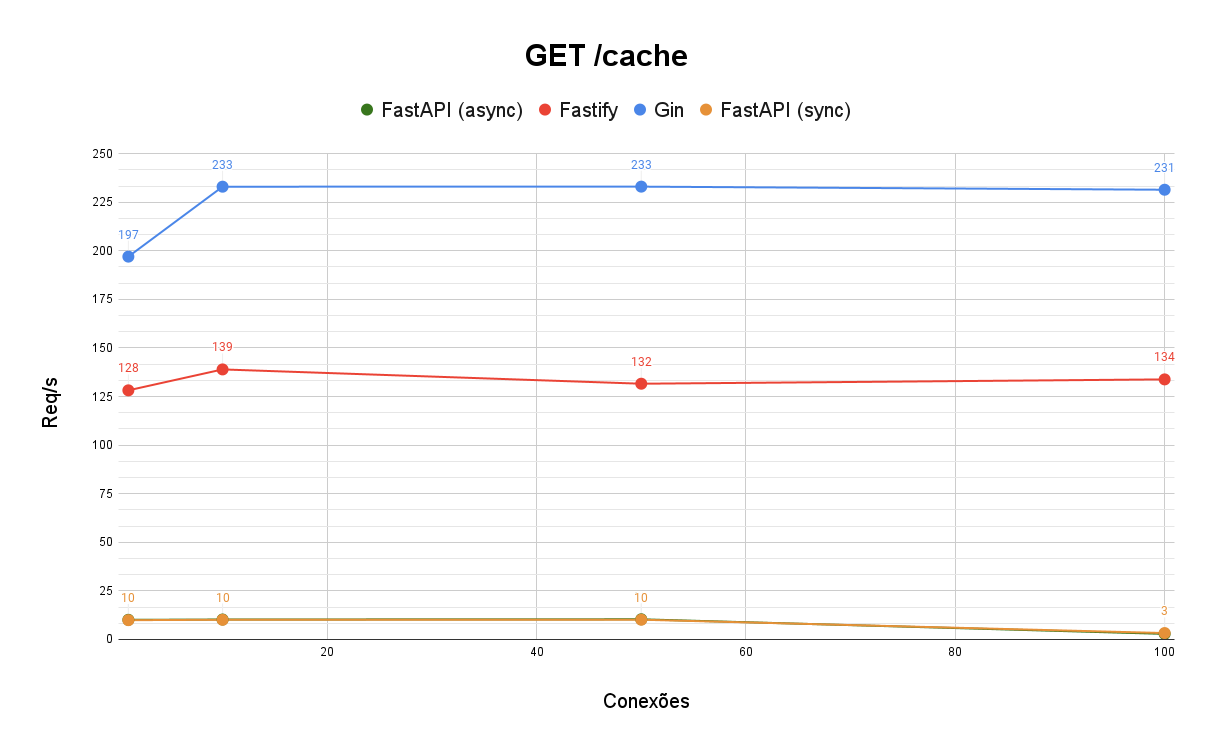 GET /cache
FastAPI (async) Fastify Gin FastAPI (sync)
250
233 233 231
225
197
200
175
150
139 132 134
128
125
Req/s
100
75
50
25
10 10 10 3
0
20 40 60 80 100
Conexões